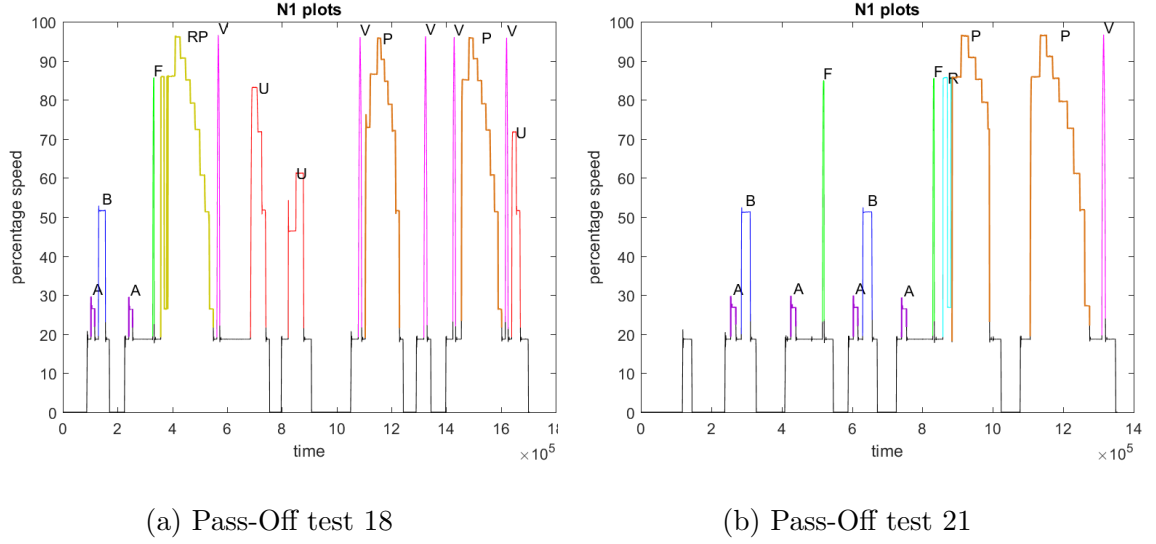 N1 plots
100
90
80
70
60
50
40
30
20
10
0
percentage speed
A
B
A
F
RP
V
U
U
V
P
V
V
P
V
U
0 2 4 6 8 10 12 14 16 18
time
×10^5
(a) Pass-Off test 18
N1 plots
100
90
80
70
60
50
40
30
20
10
0
percentage speed
A
B
A
F
A
B
A
F
R
P
P
V
0 2 4 6 8 10 12 14
time
×10^5
(b) Pass-Off test 21